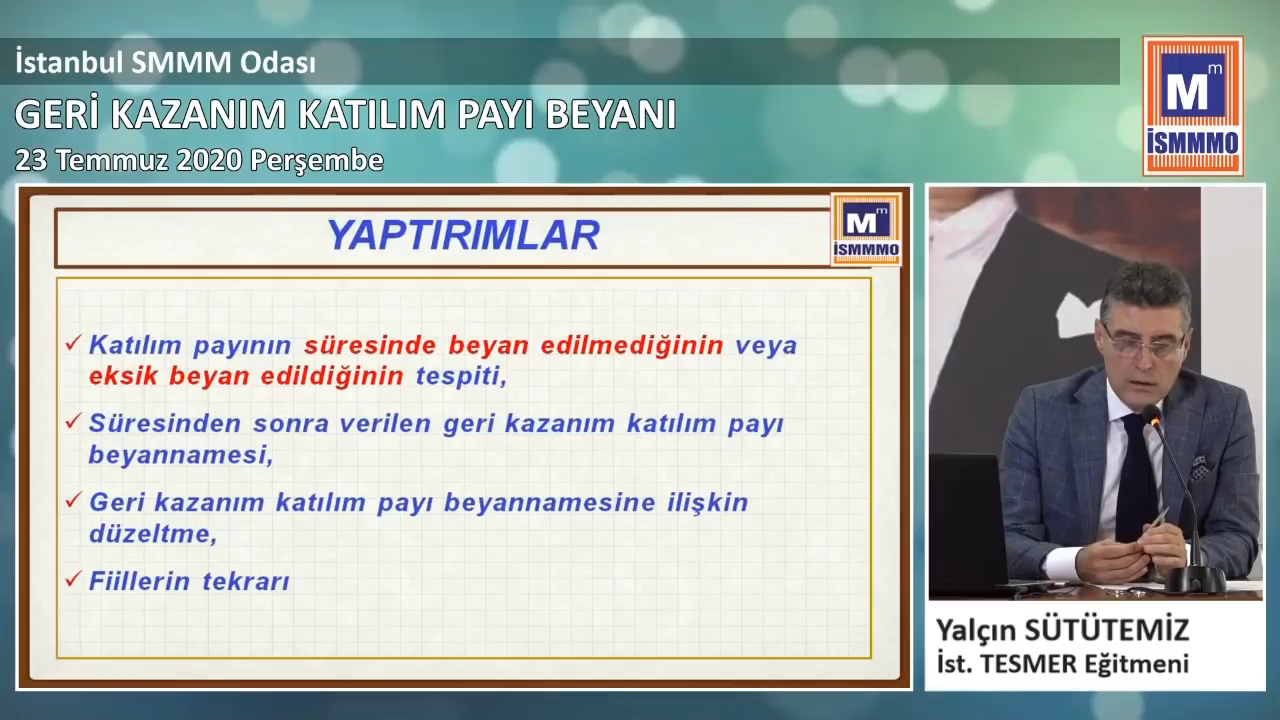 İstanbul SMMM Odası
GERİ KAZANIM KATILIM PAYI BEYANI
23 Temmuz 2020 Perşembe
M m
İSMMMO
YAPTIRIMLAR
M m
İSMMMO
Katılım payının süresinde beyan edilmediğinin veya
eksik beyan edildiğinin tespiti,
Süresinden sonra verilen geri kazanım katılım payı
beyannamesi,
Geri kazanım katılım payı beyannamesine ilişkin
düzeltme,
Fiillerin tekrarı
Yalçın SÜTÜTEMİZ
İst. TESMER Eğitmeni